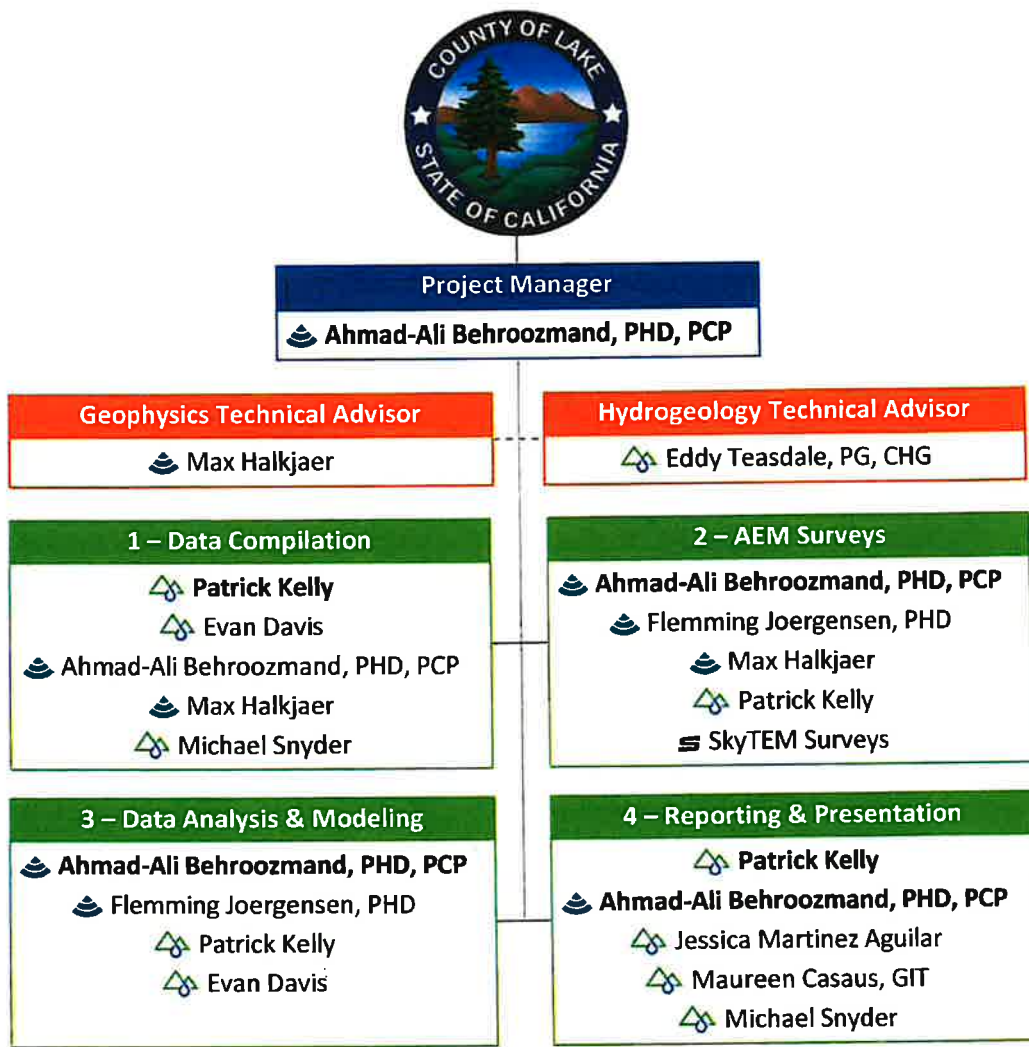 COUNTY OF LAKE
STATE OF CALIFORNIA
Project Manager
Ahmad-Ali Behroozmand, PHD, PCP
Geophysics Technical Advisor
Max Halkjaer
Hydrogeology Technical Advisor
Eddy Teasdale, PG, CHG
1 – Data Compilation
Patrick Kelly
Evan Davis
Ahmad-Ali Behroozmand, PHD, PCP
Max Halkjaer
Michael Snyder
2 – AEM Surveys
Ahmad-Ali Behroozmand, PHD, PCP
Flemming Joergensen, PHD
Max Halkjaer
Patrick Kelly
SkyTEM Surveys
3 – Data Analysis & Modeling
Ahmad-Ali Behroozmand, PHD, PCP
Flemming Joergensen, PHD
Patrick Kelly
Evan Davis
4 – Reporting & Presentation
Patrick Kelly
Ahmad-Ali Behroozmand, PHD, PCP
Jessica Martinez Aguilar
Maureen Casaus, GIT
Michael Snyder